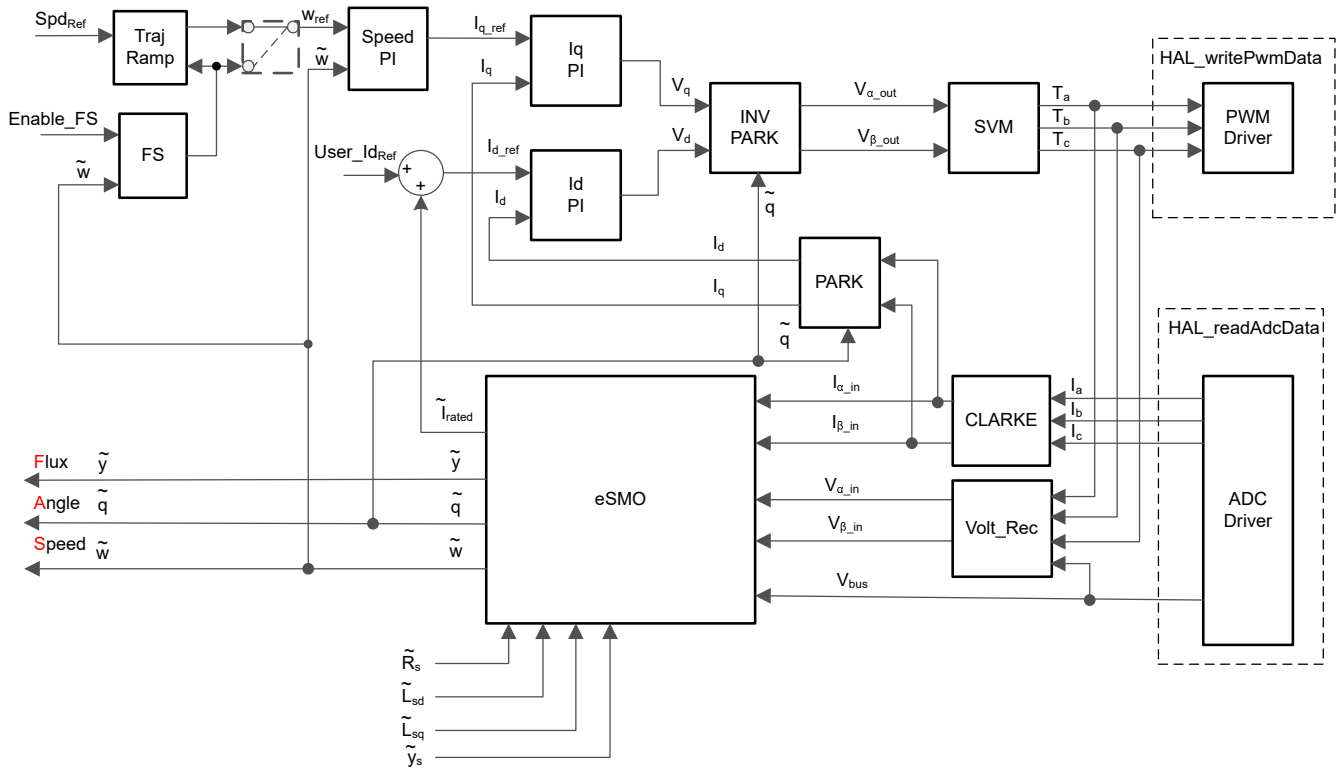 Spd_Ref
Traj
Ramp
w_ref
w̃
Speed
PI
I_q_ref
I_q
Iq
PI
V_q
V_d
INV
PARK
V_α_out
V_β_out
SVM
T_a
T_b
T_c
HAL_writePwmData
PWM
Driver
Enable_FS
w̃
FS
User_Id_Ref
+
+
I_d_ref
I_d
Id
PI
q̃
I_d
I_q
PARK
q̃
HAL_readAdcData
Ĩ_rated
I_α_in
I_β_in
CLARKE
I_a
I_b
I_c
ADC
Driver
Flux ỹ
ỹ
Angle q̃
q̃
Speed w̃
w̃
eSMO
V_α_in
V_β_in
Volt_Rec
V_bus
R̃_s
L̃_sd
L̃_sq
ỹ_s